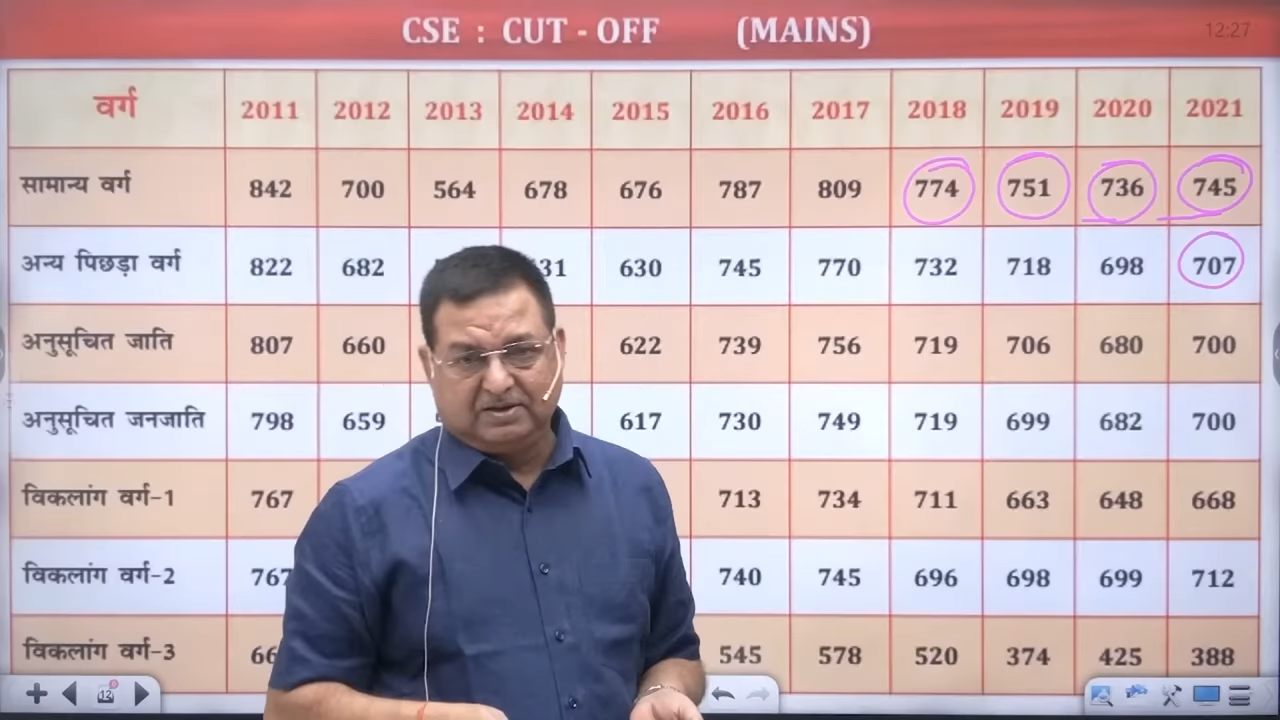 CSE : CUT - OFF (MAINS)
12:27
वर्ग 2011 2012 2013 2014 2015 2016 2017 2018 2019 2020 2021
सामान्य वर्ग 842 700 564 678 676 787 809 774 751 736 745
अन्य पिछड़ा वर्ग 822 682 31 630 745 770 732 718 698 707
अनुसूचित जाति 807 660 622 739 756 719 706 680 700
अनुसूचित जनजाति 798 659 617 730 749 719 699 682 700
विकलांग वर्ग-1 767 713 734 711 663 648 668
विकलांग वर्ग-2 767 740 745 696 698 699 712
विकलांग वर्ग-3 66 545 578 520 374 425 388
12